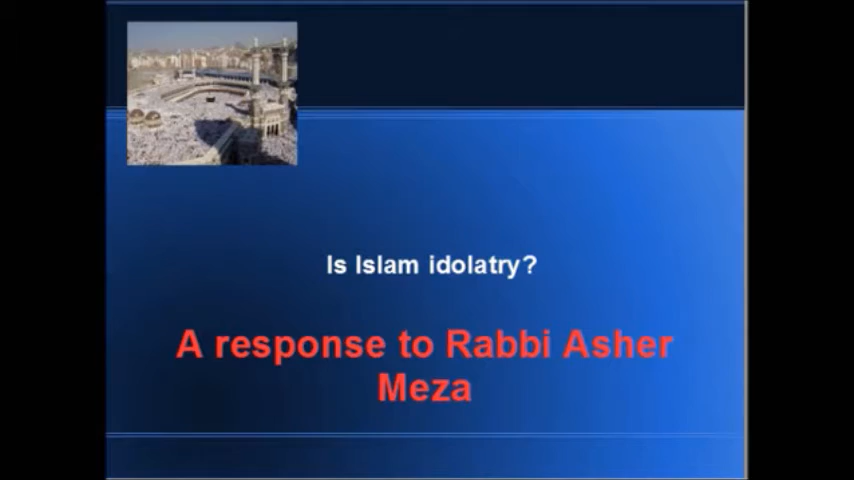 Is Islam idolatry?
A response to Rabbi Asher
Meza